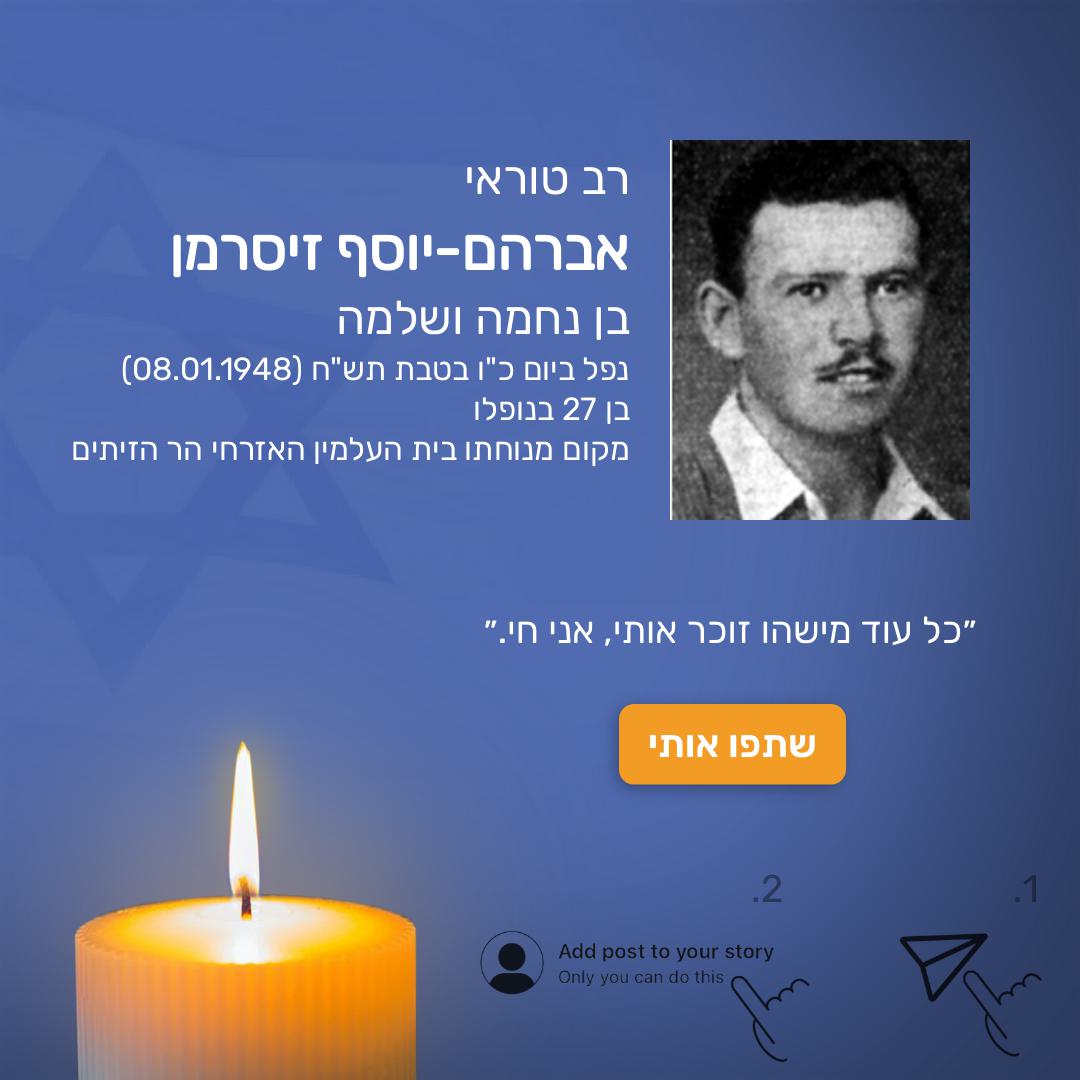 רב טוראי
אברהם-יוסף זיסרמן
בן נחמה ושלמה
נפל ביום כ"ו בטבת תש"ח (08.01.1948)
בן 27 בנופלו
מקום מנוחתו בית העלמין האזרחי הר הזיתים
״כל עוד מישהו זוכר אותי, אני חי.״
שתפו אותי
1.
2.
Add post to your story
Only you can do this